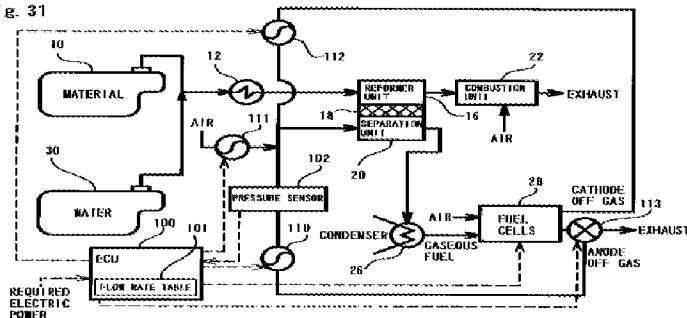 Fig. 31
10
MATERIAL
30
WATER
12
112
AIR
111
102
PRESSURE SENSOR
110
100
101
ECU
FLOW RATE TABLE
REQUIRED
ELECTRIC
POWER
REFORMER
UNIT
18
16
SEPARATION
UNIT
20
22
COMBUSTION
UNIT
EXHAUST
AIR
CONDENSER
26
AIR
GASEOUS
FUEL
28
FUEL
CELLS
CATHODE
OFF GAS
113
EXHAUST
ANODE
OFF GAS